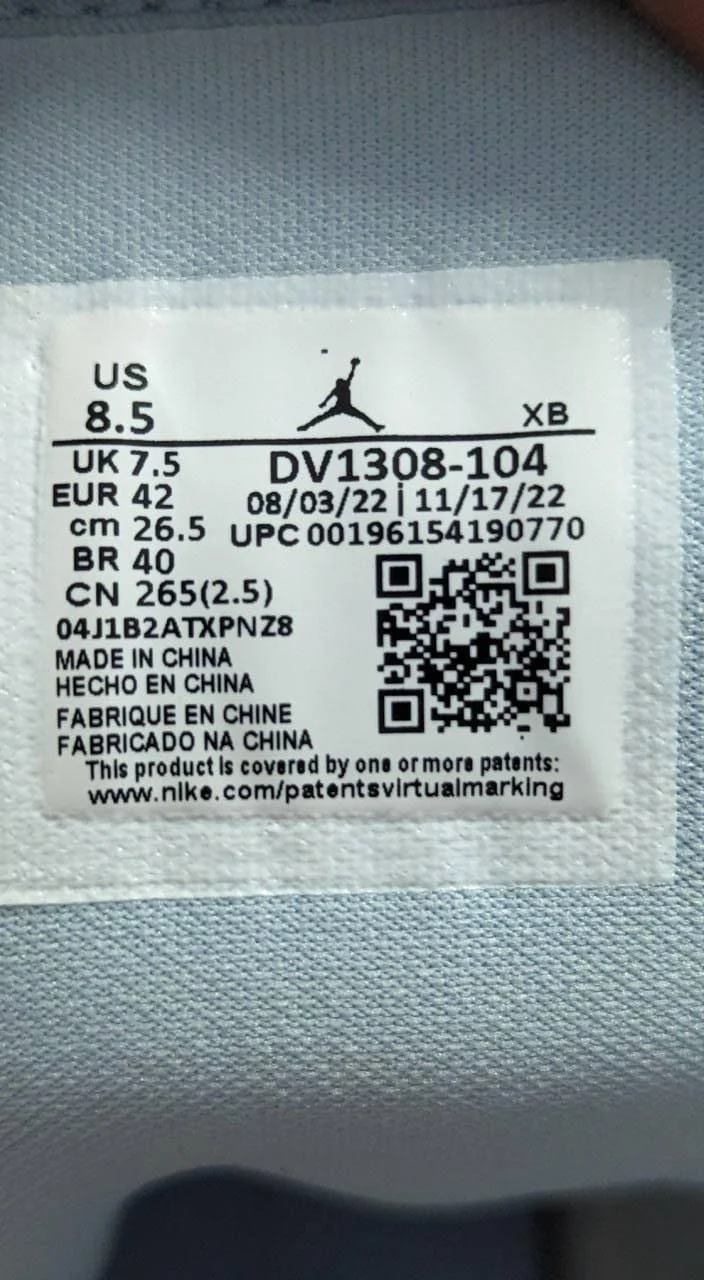 US
8.5
XB
UK 7.5
DV1308-104
EUR 42
08/03/22 | 11/17/22
cm 26.5
UPC 00196154190770
BR 40
CN 265(2.5)
04J1B2ATXPNZ8
MADE IN CHINA
HECHO EN CHINA
FABRIQUE EN CHINE
FABRICADO NA CHINA
This product is covered by one or more patents:
www.nike.com/patentsvirtualmarking